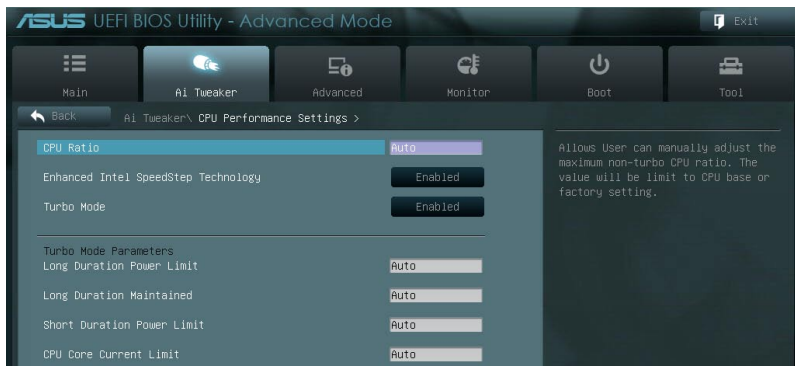 ASUS UEFI BIOS Utility - Advanced Mode
Exit
Main
Ai Tweaker
Advanced
Monitor
Boot
Tool
Back
Ai Tweaker\ CPU Performance Settings >
CPU Ratio
Auto
Enhanced Intel SpeedStep Technology
Enabled
Turbo Mode
Enabled
Turbo Mode Parameters
Long Duration Power Limit
Auto
Long Duration Maintained
Auto
Short Duration Power Limit
Auto
CPU Core Current Limit
Auto
Allows User can manually adjust the
maximum non-turbo CPU ratio. The
value will be limit to CPU base or
factory setting.